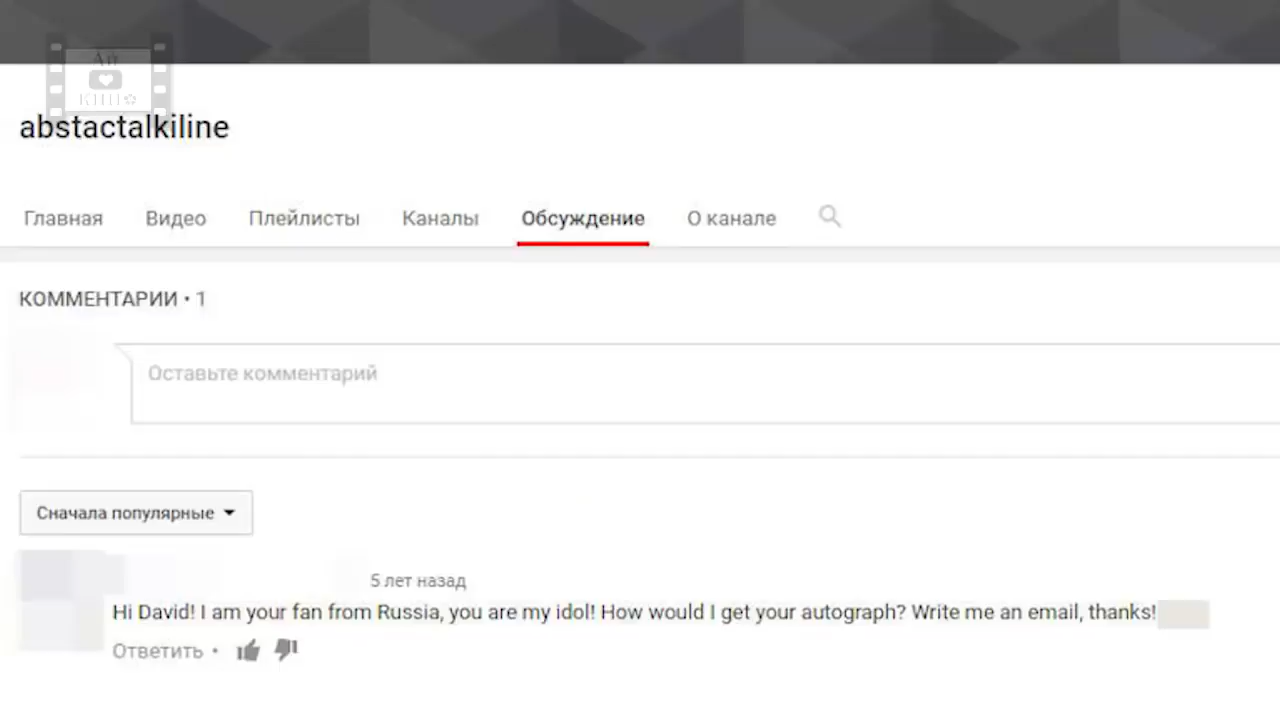 Art
abstactalkiline
Главная Видео Плейлисты Каналы Обсуждение О канале
КОММЕНТАРИИ • 1
Оставьте комментарий
Сначала популярные
5 лет назад
Hi David! I am your fan from Russia, you are my idol! How would I get your autograph? Write me an email, thanks!
Ответить •